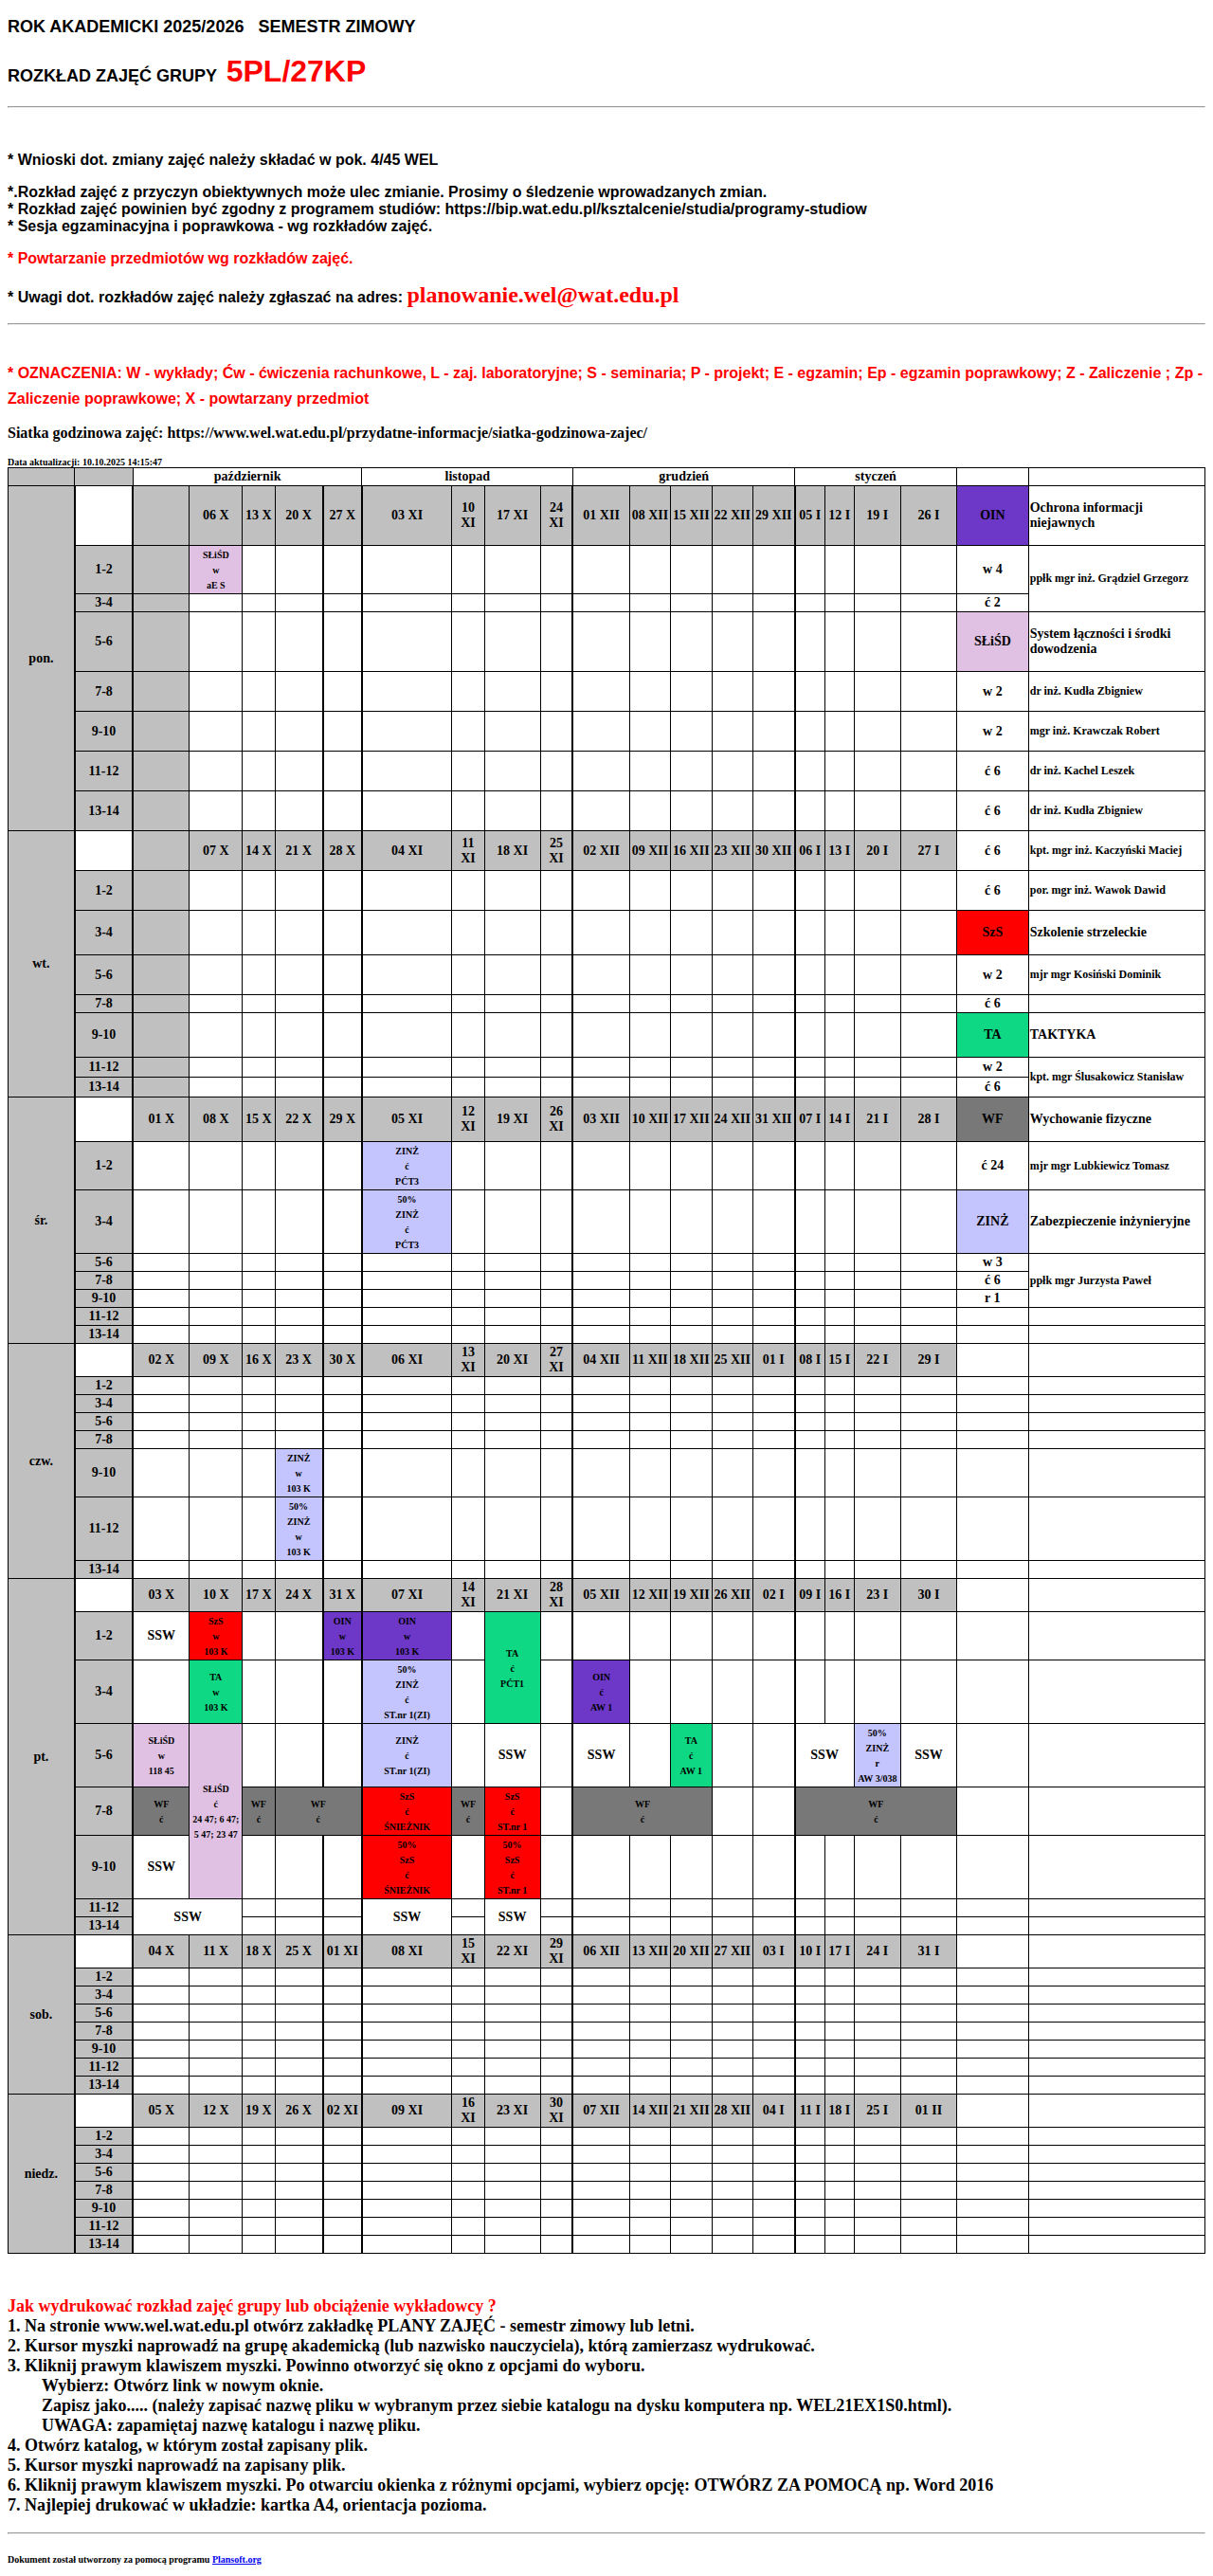 ROK AKADEMICKI 2025/2026 SEMESTR ZIMOWY
ROZKŁAD ZAJĘĆ GRUPY 5PL/27KP
* Wnioski dot. zmiany zajęć należy składać w pok. 4/45 WEL
*.Rozkład zajęć z przyczyn obiektywnych może ulec zmianie. Prosimy o śledzenie wprowadzanych zmian.
* Rozkład zajęć powinien być zgodny z programem studiów: https://bip.wat.edu.pl/ksztalcenie/studia/programy-studiow
* Sesja egzaminacyjna i poprawkowa - wg rozkładów zajęć.
* Powtarzanie przedmiotów wg rozkładów zajęć.
* Uwagi dot. rozkładów zajęć należy zgłaszać na adres: planowanie.wel@wat.edu.pl
* OZNACZENIA: W - wykłady; Ćw - ćwiczenia rachunkowe, L - zaj. laboratoryjne; S - seminaria; P - projekt; E - egzamin; Ep - egzamin poprawkowy; Z - Zaliczenie ; Zp -
Zaliczenie poprawkowe; X - powtarzany przedmiot
Siatka godzinowa zajęć: https://www.wel.wat.edu.pl/przydatne-informacje/siatka-godzinowa-zajec/
Data aktualizacji: 10.10.2025 14:15:47
październik listopad grudzień styczeń
pon.
06 X 13 X 20 X 27 X 03 XI 10 XI 17 XI 24 XI 01 XII 08 XII 15 XII 22 XII 29 XII 05 I 12 I 19 I 26 I OIN Ochrona informacji niejawnych
1-2 SŁiŚD w aE S w 4 ppłk mgr inż. Grądziel Grzegorz
3-4 ć 2
5-6 SŁiŚD System łączności i środki dowodzenia
7-8 w 2 dr inż. Kudła Zbigniew
9-10 w 2 mgr inż. Krawczak Robert
11-12 ć 6 dr inż. Kachel Leszek
13-14 ć 6 dr inż. Kudła Zbigniew
wt.
07 X 14 X 21 X 28 X 04 XI 11 XI 18 XI 25 XI 02 XII 09 XII 16 XII 23 XII 30 XII 06 I 13 I 20 I 27 I ć 6 kpt. mgr inż. Kaczyński Maciej
1-2 ć 6 por. mgr inż. Wawok Dawid
3-4 SzS Szkolenie strzeleckie
5-6 w 2 mjr mgr Kosiński Dominik
7-8 ć 6
9-10 TA TAKTYKA
11-12 w 2 kpt. mgr Ślusakowicz Stanisław
13-14 ć 6
śr.
01 X 08 X 15 X 22 X 29 X 05 XI 12 XI 19 XI 26 XI 03 XII 10 XII 17 XII 24 XII 31 XII 07 I 14 I 21 I 28 I WF Wychowanie fizyczne
1-2 ZINŻ ć PĆT3 ć 24 mjr mgr Lubkiewicz Tomasz
3-4 50% ZINŻ ć PĆT3 ZINŻ Zabezpieczenie inżynieryjne
5-6 w 3 ppłk mgr Jurzysta Paweł
7-8 ć 6
9-10 r 1
11-12
13-14
czw.
02 X 09 X 16 X 23 X 30 X 06 XI 13 XI 20 XI 27 XI 04 XII 11 XII 18 XII 25 XII 01 I 08 I 15 I 22 I 29 I
1-2
3-4
5-6
7-8
9-10 ZINŻ w 103 K
11-12 50% ZINŻ w 103 K
13-14
pt.
03 X 10 X 17 X 24 X 31 X 07 XI 14 XI 21 XI 28 XI 05 XII 12 XII 19 XII 26 XII 02 I 09 I 16 I 23 I 30 I
1-2 SSW SzS w 103 K OIN w 103 K OIN w 103 K TA ć PĆT1
3-4 TA w 103 K 50% ZINŻ ć ST.nr 1(ZI) OIN ć AW 1
5-6 SŁiŚD w 118 45 SŁiŚD ć 24 47; 6 47; 5 47; 23 47 ZINŻ ć ST.nr 1(ZI) SSW SSW TA ć AW 1 SSW 50% ZINŻ r AW 3/038 SSW
7-8 WF ć WF ć WF ć SzS ć ŚNIEŻNIK WF ć SzS ć ST.nr 1 WF ć WF ć
9-10 SSW 50% SzS ć ŚNIEŻNIK 50% SzS ć ST.nr 1
11-12 SSW SSW SSW
13-14
sob.
04 X 11 X 18 X 25 X 01 XI 08 XI 15 XI 22 XI 29 XI 06 XII 13 XII 20 XII 27 XII 03 I 10 I 17 I 24 I 31 I
1-2
3-4
5-6
7-8
9-10
11-12
13-14
niedz.
05 X 12 X 19 X 26 X 02 XI 09 XI 16 XI 23 XI 30 XI 07 XII 14 XII 21 XII 28 XII 04 I 11 I 18 I 25 I 01 II
1-2
3-4
5-6
7-8
9-10
11-12
13-14
Jak wydrukować rozkład zajęć grupy lub obciążenie wykładowcy ?
1. Na stronie www.wel.wat.edu.pl otwórz zakładkę PLANY ZAJĘĆ - semestr zimowy lub letni.
2. Kursor myszki naprowadź na grupę akademicką (lub nazwisko nauczyciela), którą zamierzasz wydrukować.
3. Kliknij prawym klawiszem myszki. Powinno otworzyć się okno z opcjami do wyboru.
Wybierz: Otwórz link w nowym oknie.
Zapisz jako..... (należy zapisać nazwę pliku w wybranym przez siebie katalogu na dysku komputera np. WEL21EX1S0.html).
UWAGA: zapamiętaj nazwę katalogu i nazwę pliku.
4. Otwórz katalog, w którym został zapisany plik.
5. Kursor myszki naprowadź na zapisany plik.
6. Kliknij prawym klawiszem myszki. Po otwarciu okienka z różnymi opcjami, wybierz opcję: OTWÓRZ ZA POMOCĄ np. Word 2016
7. Najlepiej drukować w układzie: kartka A4, orientacja pozioma.
Dokument został utworzony za pomocą programu Plansoft.org